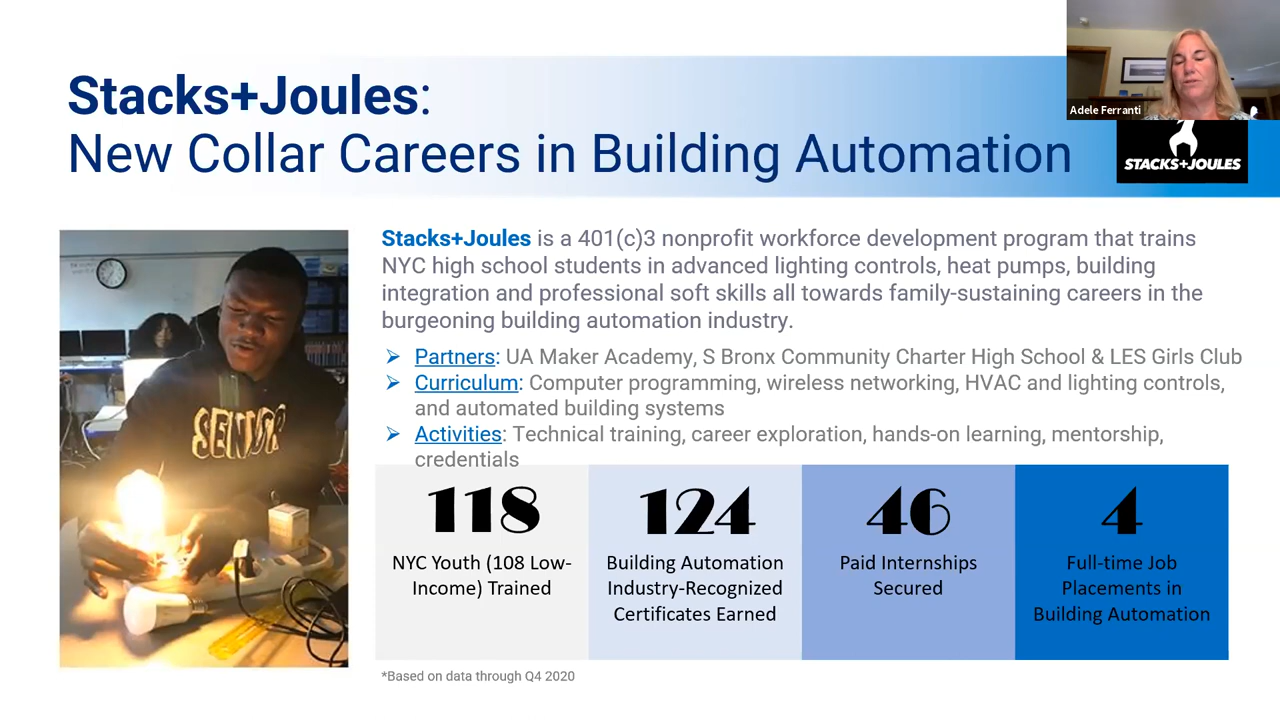 Adele Ferranti
Stacks+Joules:
New Collar Careers in Building Automation
STACKS+JOULES
Stacks+Joules is a 401(c)3 nonprofit workforce development program that trains
NYC high school students in advanced lighting controls, heat pumps, building
integration and professional soft skills all towards family-sustaining careers in the
burgeoning building automation industry.
➢ Partners: UA Maker Academy, S Bronx Community Charter High School & LES Girls Club
➢ Curriculum: Computer programming, wireless networking, HVAC and lighting controls,
and automated building systems
➢ Activities: Technical training, career exploration, hands-on learning, mentorship,
credentials
118
NYC Youth (108 Low-
Income) Trained
124
Building Automation
Industry-Recognized
Certificates Earned
46
Paid Internships
Secured
4
Full-time Job
Placements in
Building Automation
*Based on data through Q4 2020